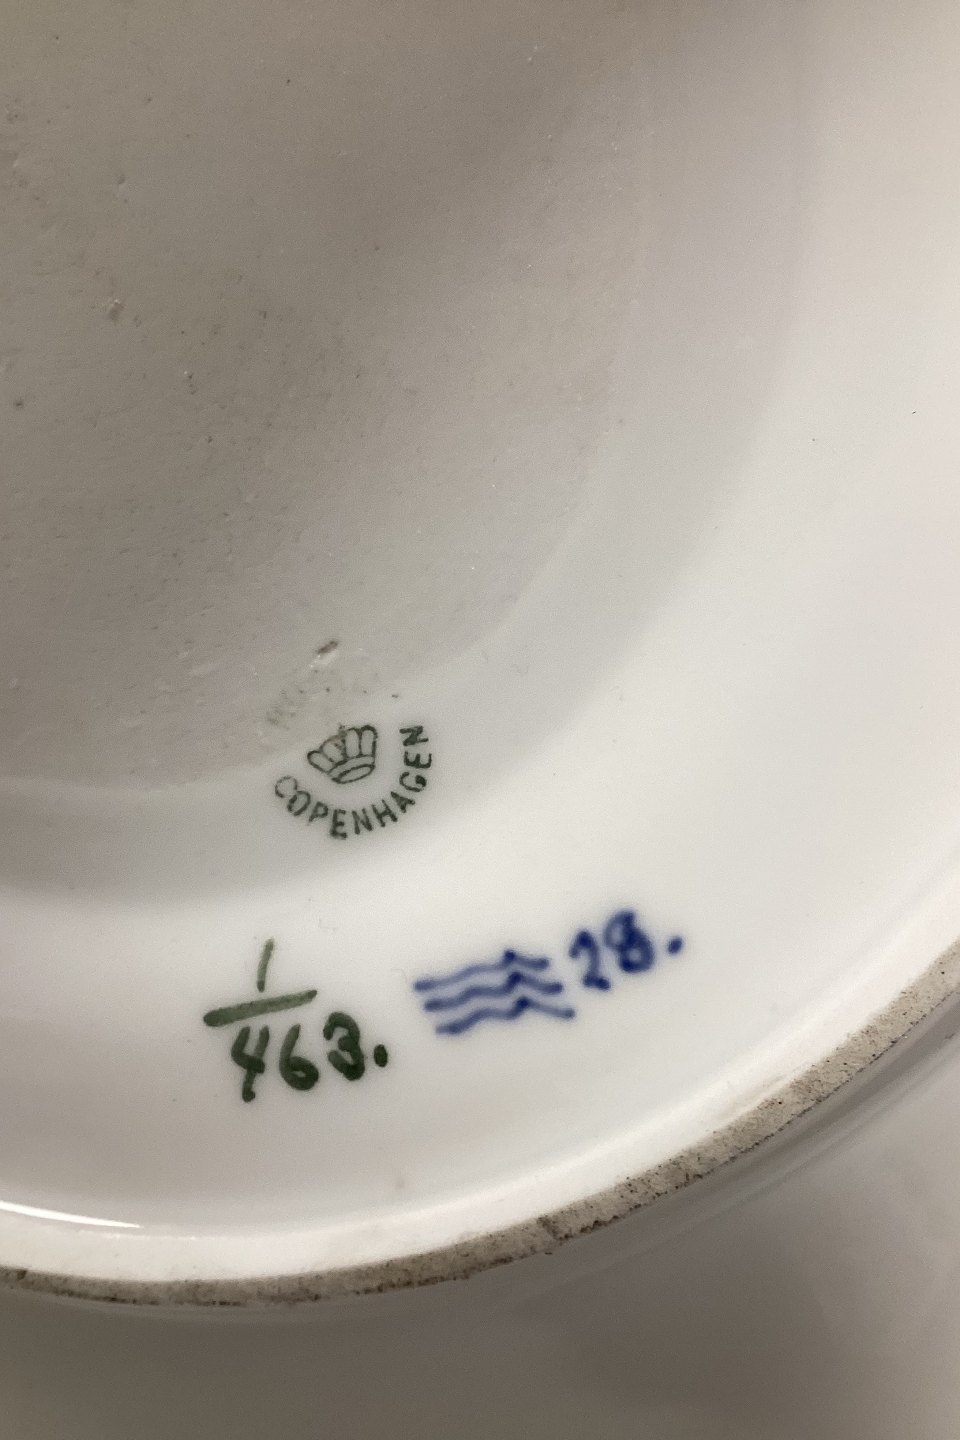 COPENHAGEN
1
463.
28.